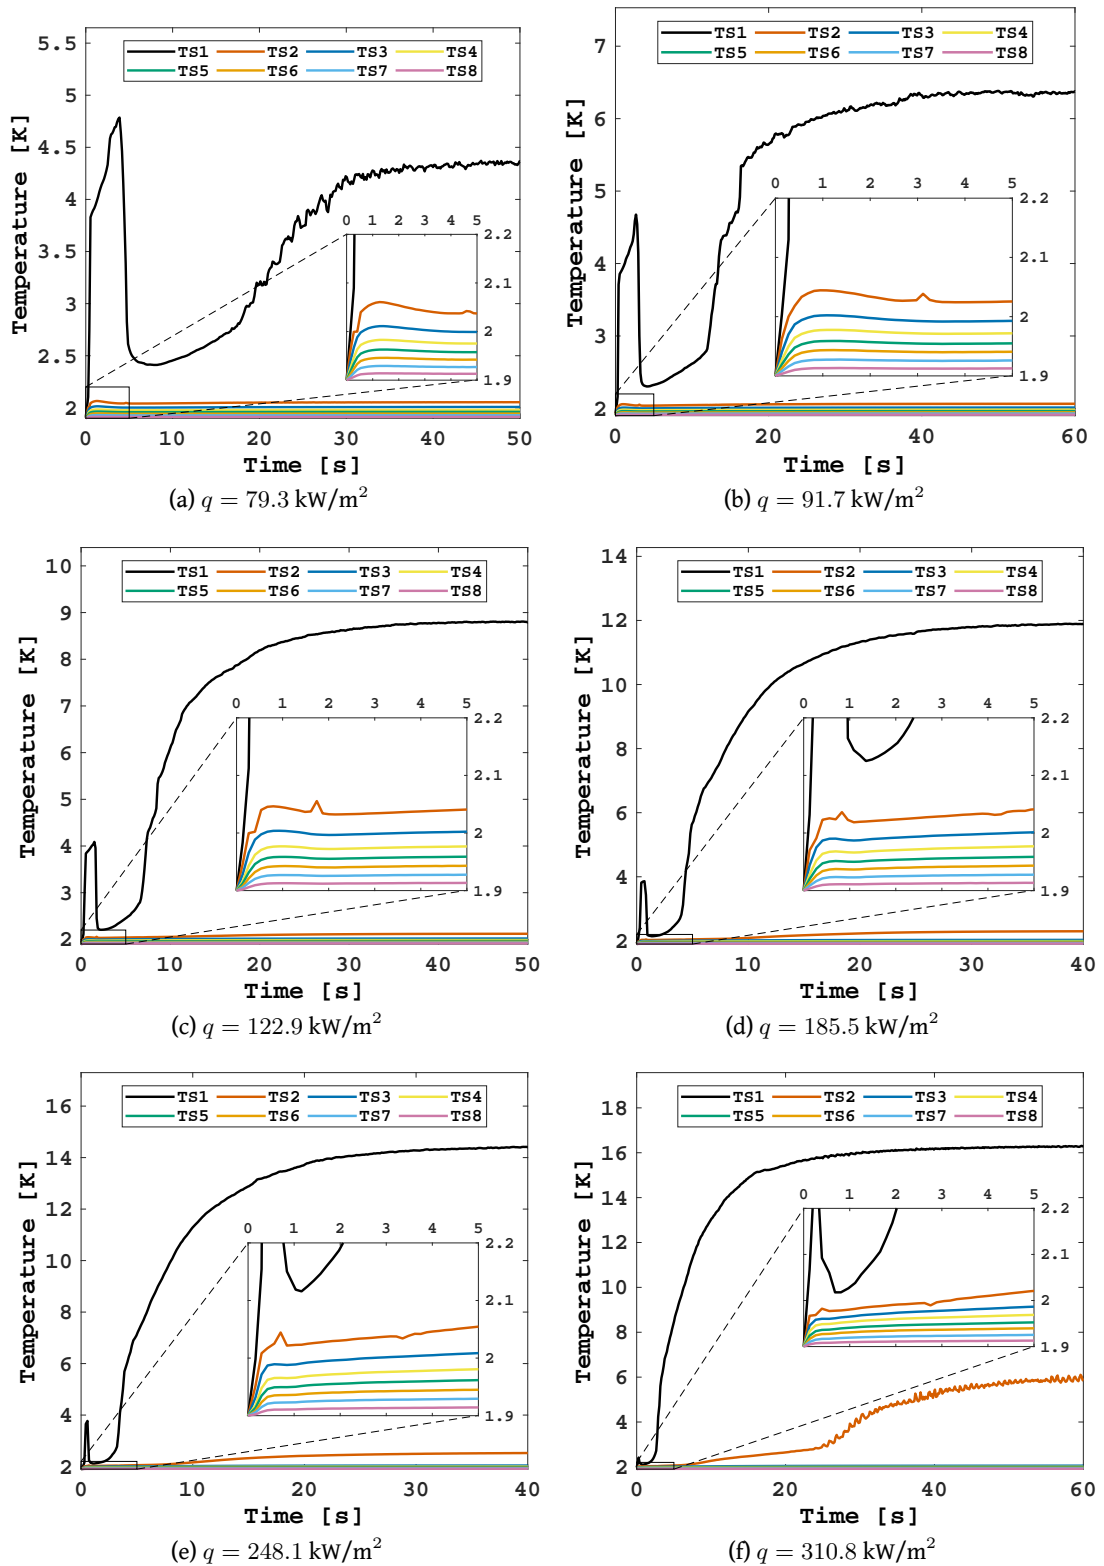 5.5
5
4.5
4
3.5
3
2.5
2
Temperature [K]
TS1 TS2 TS3 TS4
TS5 TS6 TS7 TS8
0 1 2 3 4 5
2.2
2.1
2
1.9
0 10 20 30 40 50
Time [s]
(a) q = 79.3 kW/m²
7
6
5
4
3
2
Temperature [K]
TS1 TS2 TS3 TS4
TS5 TS6 TS7 TS8
0 1 2 3 4 5
2.2
2.1
2
1.9
0 20 40 60
Time [s]
(b) q = 91.7 kW/m²
10
9
8
7
6
5
4
3
2
Temperature [K]
TS1 TS2 TS3 TS4
TS5 TS6 TS7 TS8
0 1 2 3 4 5
2.2
2.1
2
1.9
0 10 20 30 40 50
Time [s]
(c) q = 122.9 kW/m²
14
12
10
8
6
4
2
Temperature [K]
TS1 TS2 TS3 TS4
TS5 TS6 TS7 TS8
0 1 2 3 4 5
2.2
2.1
2
1.9
0 10 20 30 40
Time [s]
(d) q = 185.5 kW/m²
16
14
12
10
8
6
4
2
Temperature [K]
TS1 TS2 TS3 TS4
TS5 TS6 TS7 TS8
0 1 2 3 4 5
2.2
2.1
2
1.9
0 10 20 30 40
Time [s]
(e) q = 248.1 kW/m²
18
16
14
12
10
8
6
4
2
Temperature [K]
TS1 TS2 TS3 TS4
TS5 TS6 TS7 TS8
0 1 2 3 4 5
2.2
2.1
2
1.9
0 20 40 60
Time [s]
(f) q = 310.8 kW/m²